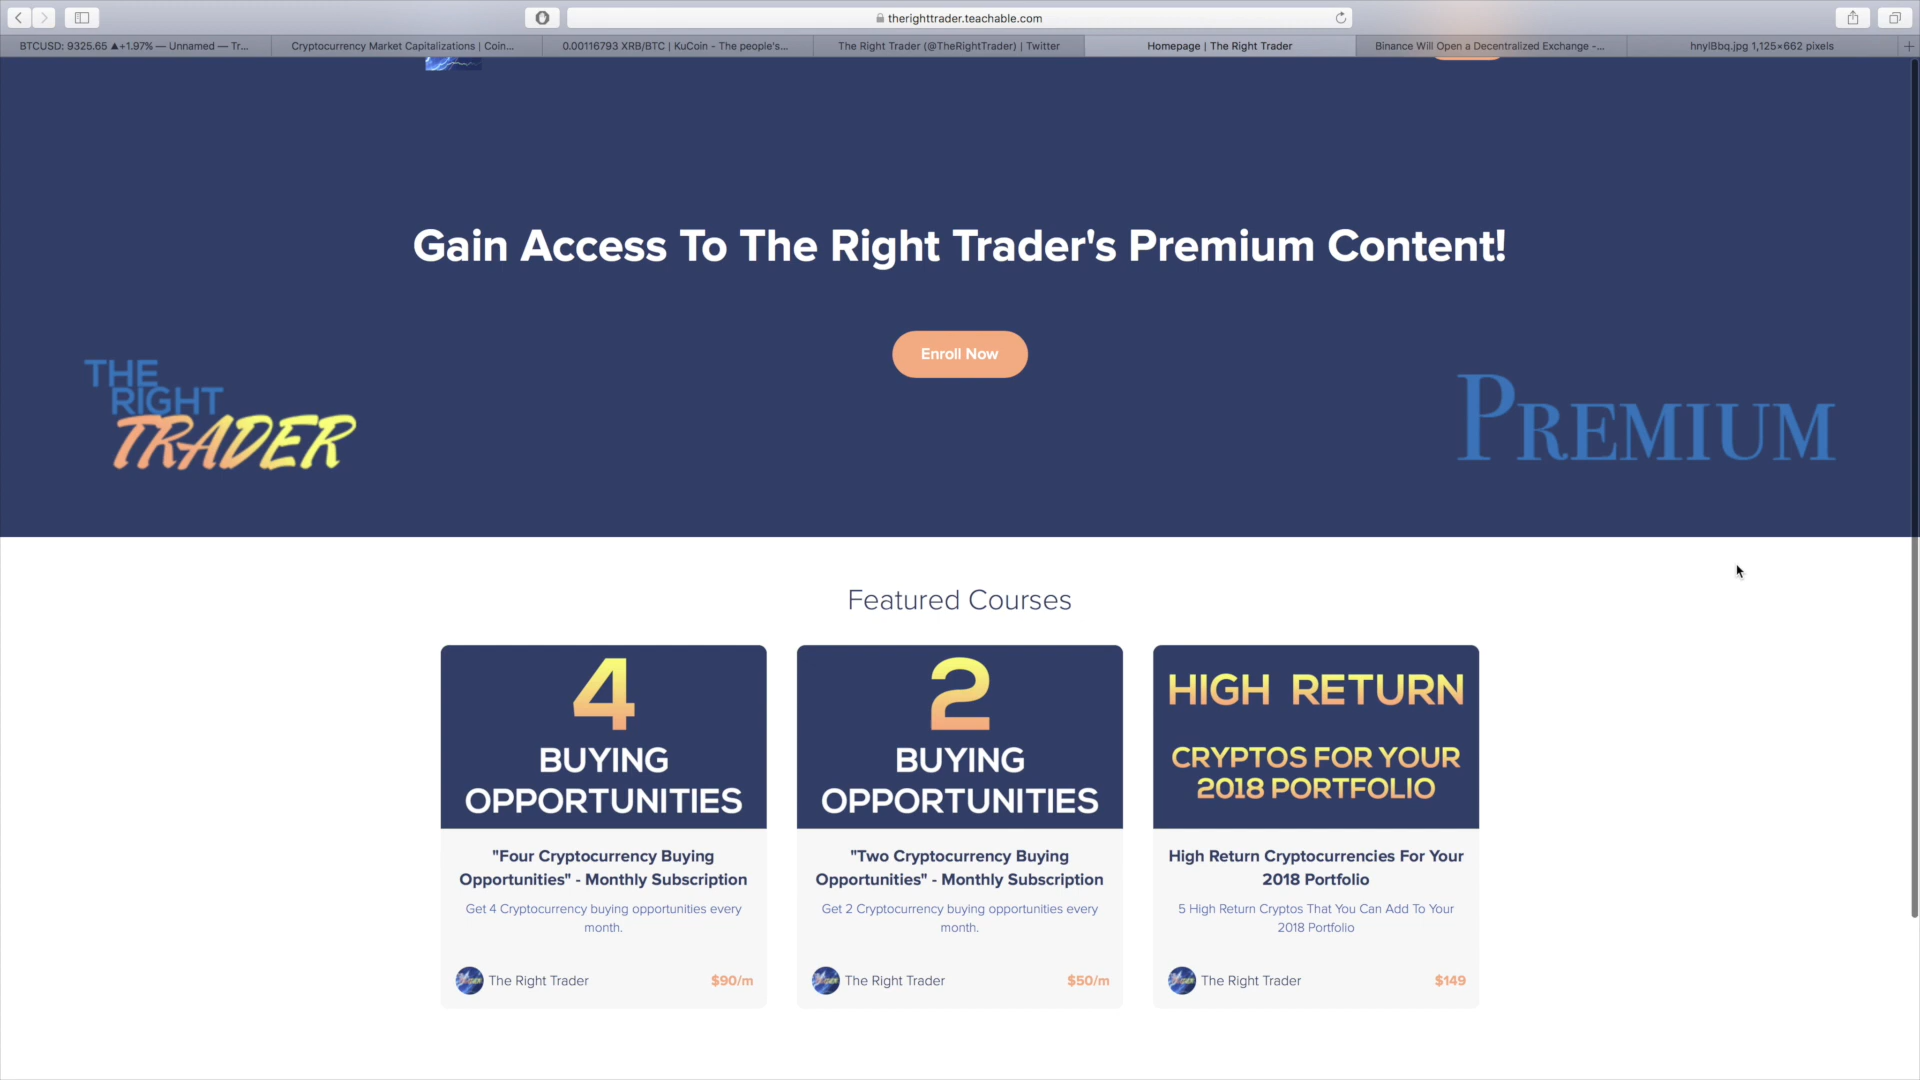 therighttrader.teachable.com
BTCUSD: 9325.65 ▲+1.97% — Unnamed — Tr...
Cryptocurrency Market Capitalizations | Coin...
0.00116793 XRB/BTC | KuCoin - The people's...
The Right Trader (@TheRightTrader) | Twitter
Homepage | The Right Trader
Binance Will Open a Decentralized Exchange -...
hnylBbq.jpg 1,125×662 pixels
Gain Access To The Right Trader's Premium Content!
Enroll Now
THE
RIGHT
TRADER
PREMIUM
Featured Courses
4
BUYING
OPPORTUNITIES
"Four Cryptocurrency Buying
Opportunities" - Monthly Subscription
Get 4 Cryptocurrency buying opportunities every
month.
The Right Trader
$90/m
2
BUYING
OPPORTUNITIES
"Two Cryptocurrency Buying
Opportunities" - Monthly Subscription
Get 2 Cryptocurrency buying opportunities every
month.
The Right Trader
$50/m
HIGH RETURN
CRYPTOS FOR YOUR
2018 PORTFOLIO
High Return Cryptocurrencies For Your
2018 Portfolio
5 High Return Cryptos That You Can Add To Your
2018 Portfolio
The Right Trader
$149